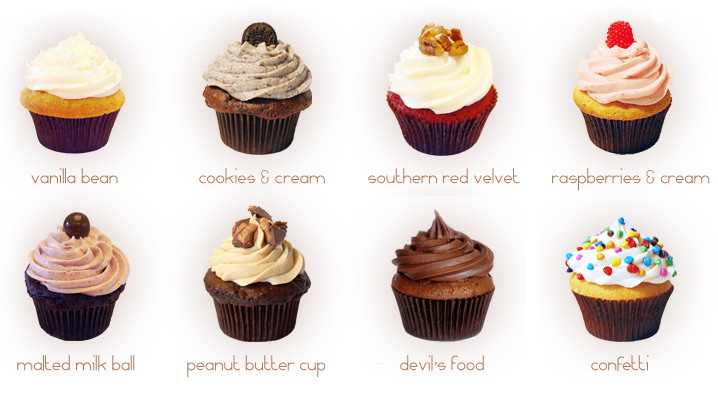 vanilla bean
cookies & cream
southern red velvet
raspberries & cream
malted milk ball
peanut butter cup
devil's food
confetti